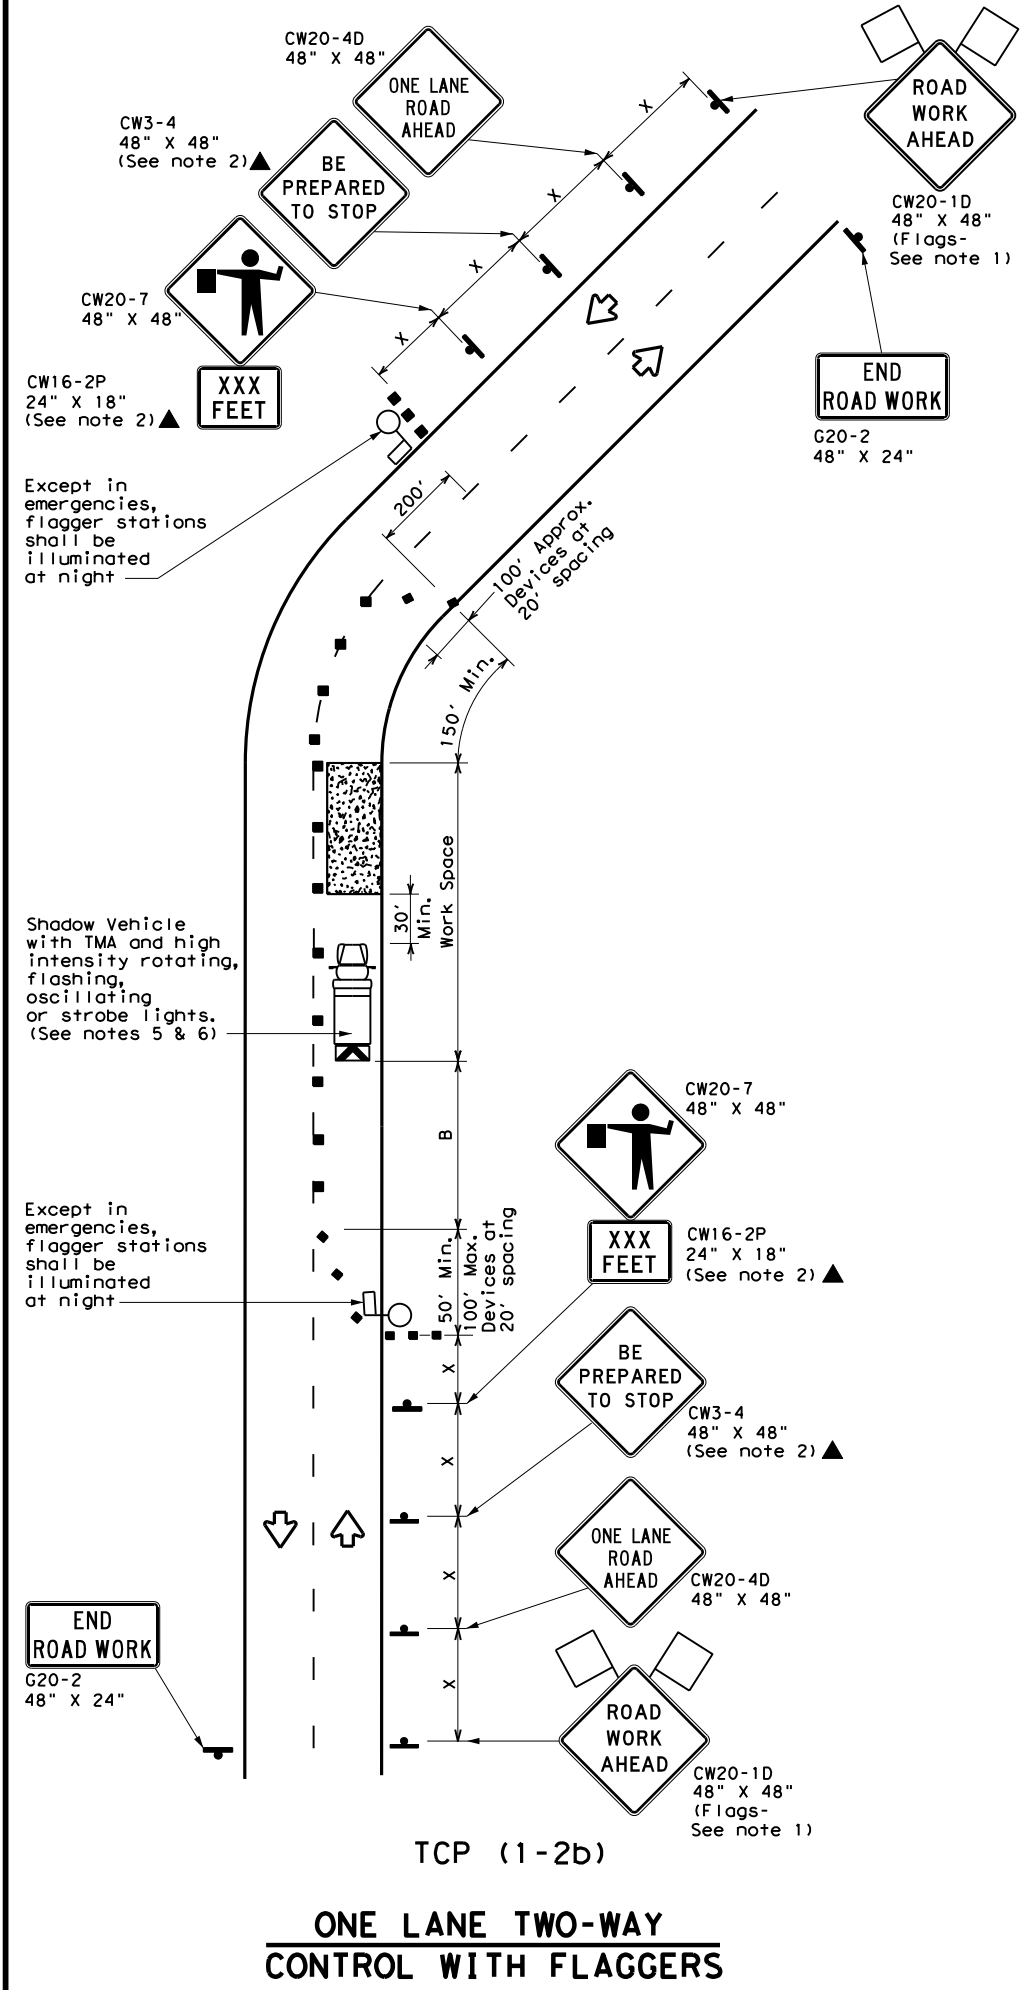 CW20-4D
48" X 48"
ONE LANE
ROAD
AHEAD
ROAD
WORK
AHEAD
CW20-1D
48" X 48"
(Flags-
See note 1)
CW3-4
48" X 48"
(See note 2)
BE
PREPARED
TO STOP
CW20-7
48" X 48"
CW16-2P
24" X 18"
(See note 2)
XXX
FEET
X
X
X
X
END
ROAD WORK
G20-2
48" X 24"
Except in
emergencies,
flagger stations
shall be
illuminated
at night
200'
100' Approx.
Devices at
20' spacing
150' Min.
Work Space
30'
Min.
Shadow Vehicle
with TMA and high
intensity rotating,
flashing,
oscillating
or strobe lights.
(See notes 5 & 6)
B
CW20-7
48" X 48"
XXX
FEET
CW16-2P
24" X 18"
(See note 2)
Except in
emergencies,
flagger stations
shall be
illuminated
at night
50' Min.
100' Max.
Devices at
20' spacing
X
X
X
X
BE
PREPARED
TO STOP
CW3-4
48" X 48"
(See note 2)
ONE LANE
ROAD
AHEAD
CW20-4D
48" X 48"
END
ROAD WORK
G20-2
48" X 24"
ROAD
WORK
AHEAD
CW20-1D
48" X 48"
(Flags-
See note 1)
TCP (1-2b)
ONE LANE TWO-WAY
CONTROL WITH FLAGGERS